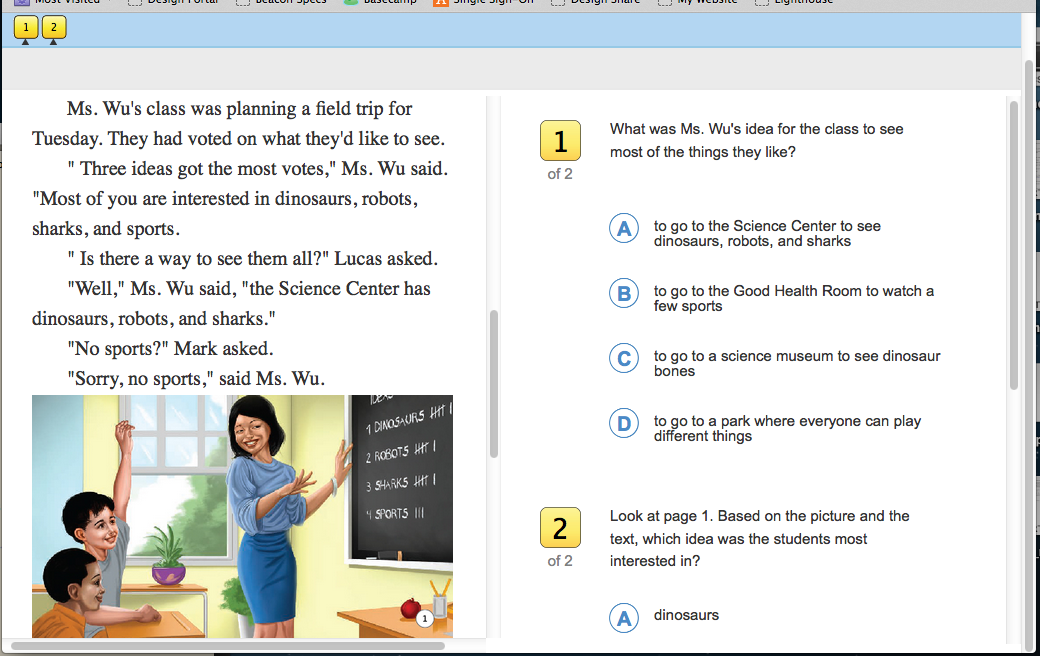 Most Visited Design Portal Beacon Specs Basecamp Single Sign-On Design Share My Website Lighthouse
1 2
Ms. Wu's class was planning a field trip for
Tuesday. They had voted on what they'd like to see.
" Three ideas got the most votes," Ms. Wu said.
"Most of you are interested in dinosaurs, robots,
sharks, and sports.
" Is there a way to see them all?" Lucas asked.
"Well," Ms. Wu said, "the Science Center has
dinosaurs, robots, and sharks."
"No sports?" Mark asked.
"Sorry, no sports," said Ms. Wu.
IDEAS
1 DINOSAURS
2 ROBOTS
3 SHARKS
4 SPORTS III
1
1
of 2
What was Ms. Wu's idea for the class to see
most of the things they like?
A to go to the Science Center to see
dinosaurs, robots, and sharks
B to go to the Good Health Room to watch a
few sports
C to go to a science museum to see dinosaur
bones
D to go to a park where everyone can play
different things
2
of 2
Look at page 1. Based on the picture and the
text, which idea was the students most
interested in?
A dinosaurs